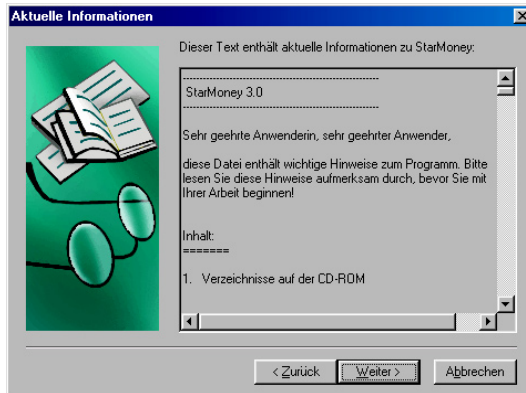 Aktuelle Informationen
Dieser Text enthält aktuelle Informationen zu StarMoney:
--------------------------------------------------------
StarMoney 3.0
--------------------------------------------------------
Sehr geehrte Anwenderin, sehr geehrter Anwender,
diese Datei enthält wichtige Hinweise zum Programm. Bitte
lesen Sie diese Hinweise aufmerksam durch, bevor Sie mit
Ihrer Arbeit beginnen!
Inhalt:
=======
1. Verzeichnisse auf der CD-ROM
< Zurück Weiter > Abbrechen